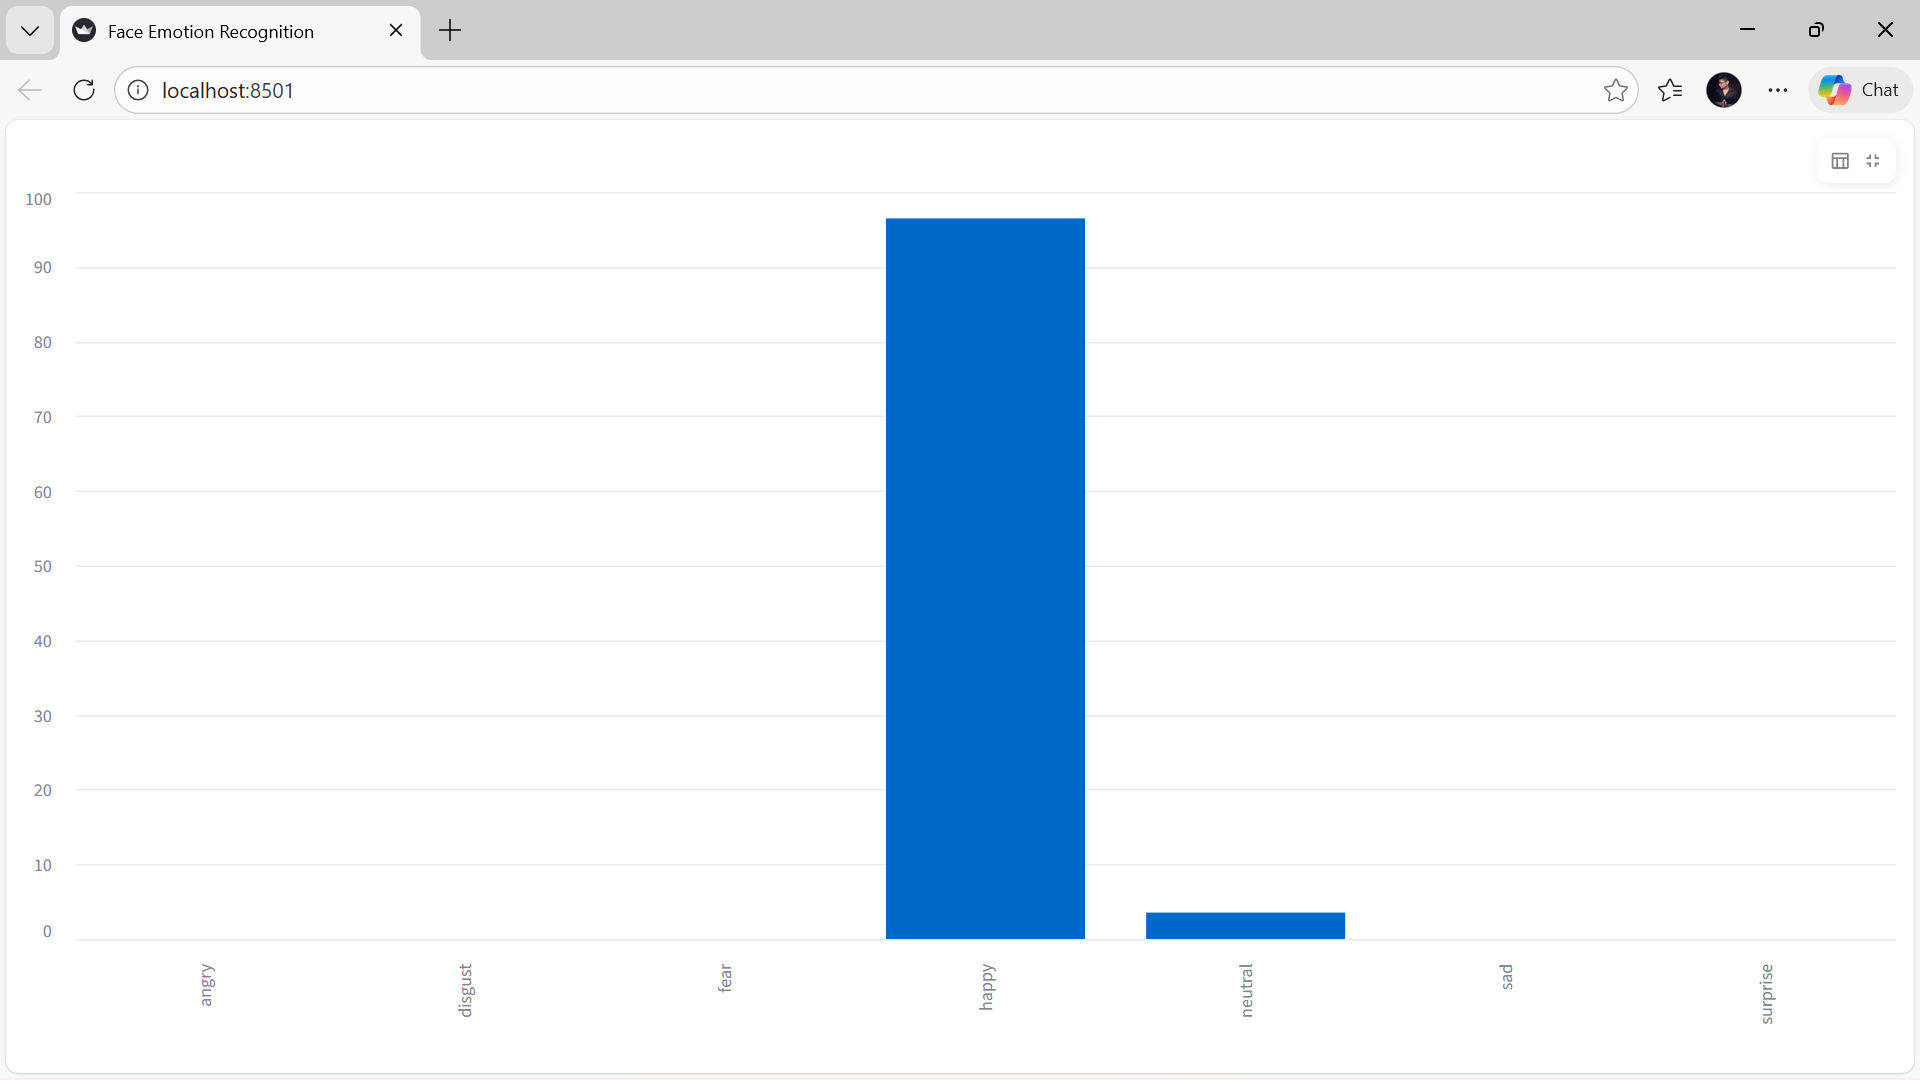 Face Emotion Recognition
localhost:8501
Chat
100
90
80
70
60
50
40
30
20
10
0
angry
disgust
fear
happy
neutral
sad
surprise